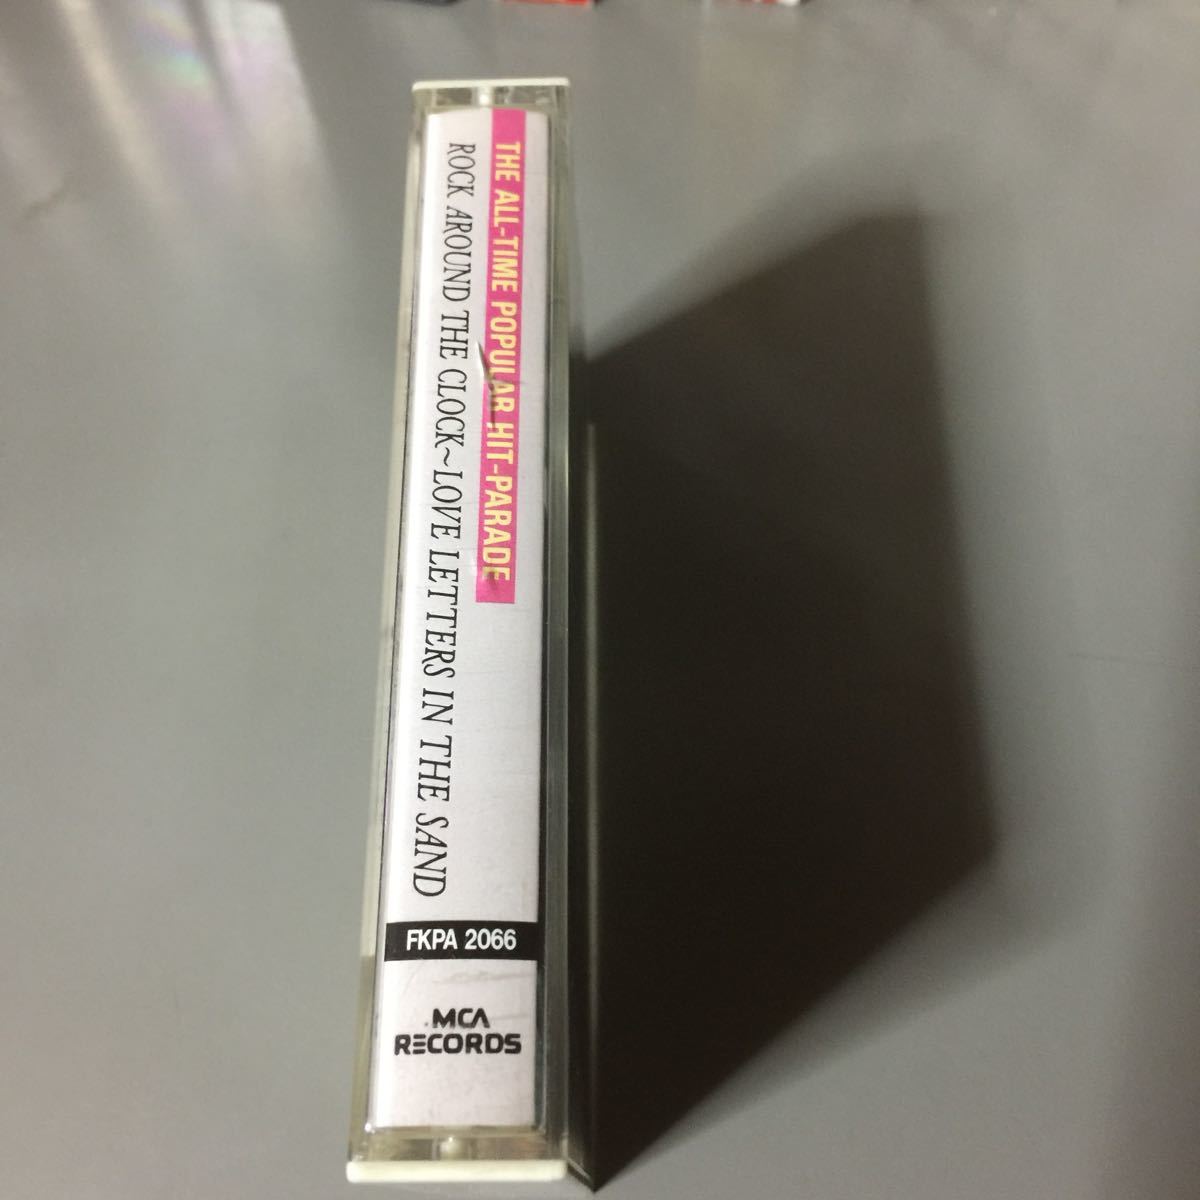 THE ALL-TIME POPULAR HIT-PARADE
ROCK AROUND THE CLOCK~LOVE LETTERS IN THE SAND
FKPA 2066
MCA
RECORDS